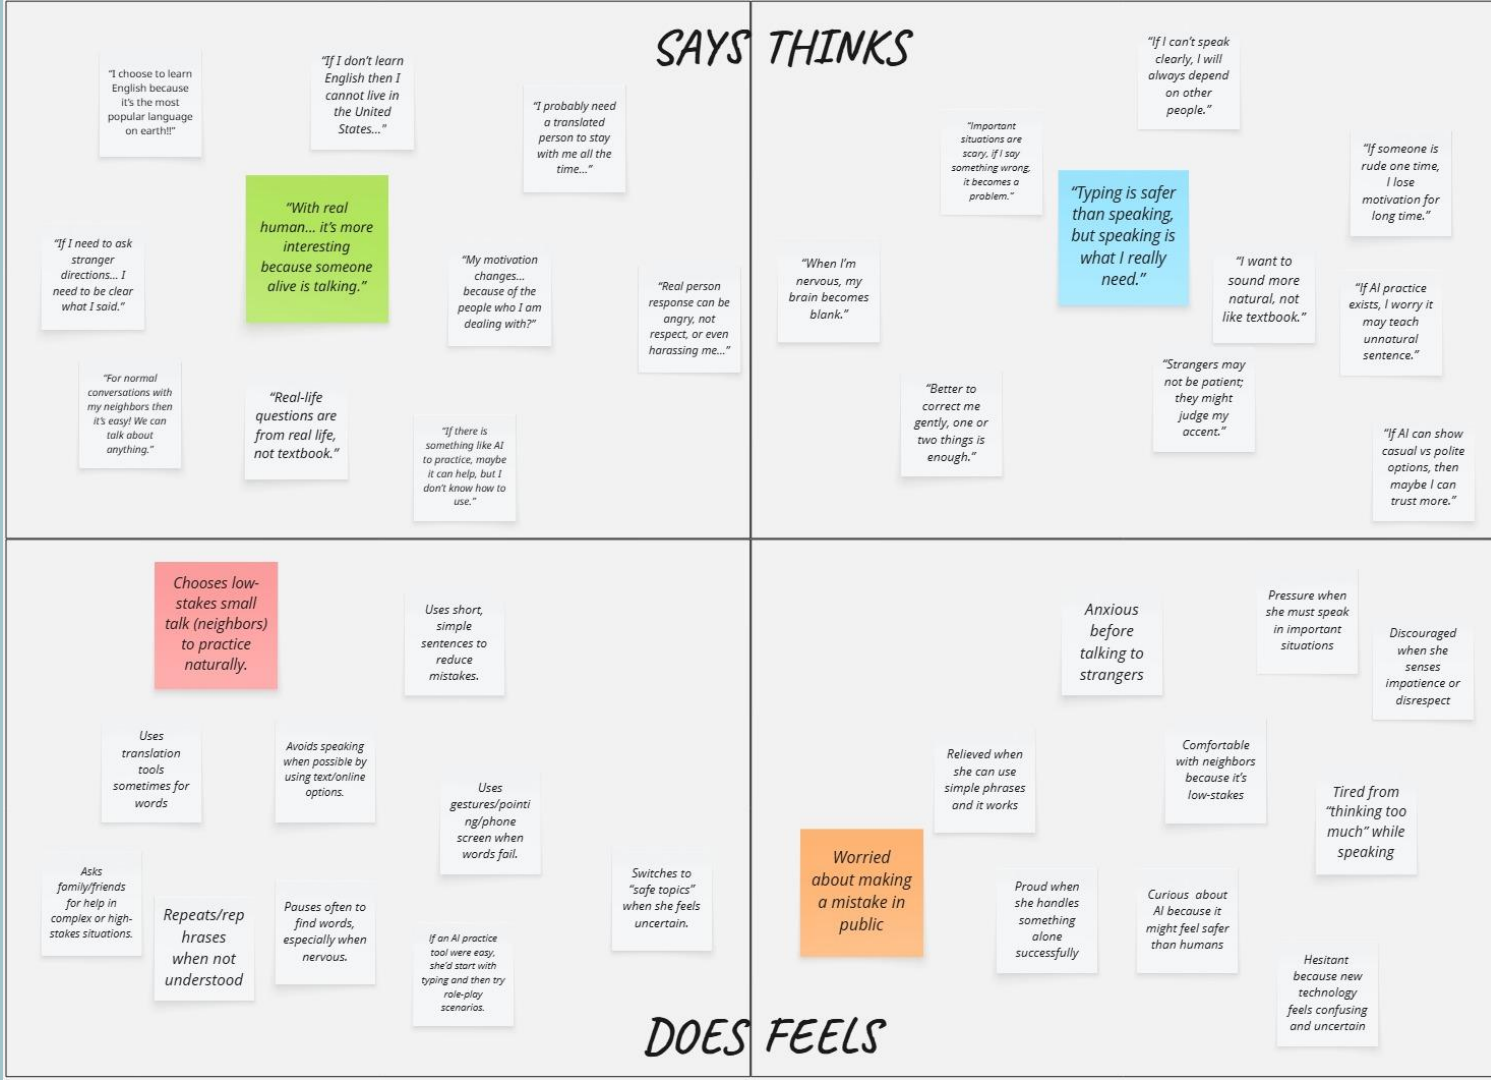 SAYS THINKS
"I choose to learn
English because
it's the most
popular language
on earth!!"
"If I don't learn
English then I
cannot live in
the United
States..."
"I probably need
a translated
person to stay
with me all the
time..."
"With real
human... it's more
interesting
because someone
alive is talking."
"If I need to ask
stranger
directions... I
need to be clear
what I said."
"My motivation
changes...
because of the
people who I am
dealing with?"
"Real person
response can be
angry, not
respect, or even
harassing me..."
"For normal
conversations with
my neighbors then
it's easy! We can
talk about
anything."
"Real-life
questions are
from real life,
not textbook."
"If there is
something like AI
to practice, maybe
it can help, but I
don't know how to
use."
"If I can't speak
clearly, I will
always depend
on other
people."
"Important
situations are
scary, if I say
something wrong,
it becomes a
problem."
"Typing is safer
than speaking,
but speaking is
what I really
need."
"If someone is
rude one time,
I lose
motivation for
long time."
"When I'm
nervous, my
brain becomes
blank."
"I want to
sound more
natural, not
like textbook."
"If AI practice
exists, I worry it
may teach
unnatural
sentence."
"Strangers may
not be patient;
they might
judge my
accent."
"Better to
correct me
gently, one or
two things is
enough."
"If AI can show
casual vs polite
options, then
maybe I can
trust more."
Chooses low-
stakes small
talk (neighbors)
to practice
naturally.
Uses short,
simple
sentences to
reduce
mistakes.
Uses
translation
tools
sometimes for
words
Avoids speaking
when possible by
using text/online
options.
Uses
gestures/pointi
ng/phone
screen when
words fail.
Asks
family/friends
for help in
complex or high-
stakes situations.
Repeats/rep
hrases
when not
understood
Pauses often to
find words,
especially when
nervous.
Switches to
"safe topics"
when she feels
uncertain.
If an AI practice
tool were easy,
she'd start with
typing and then try
role-play
scenarios.
Anxious
before
talking to
strangers
Pressure when
she must speak
in important
situations
Discouraged
when she
senses
impatience or
disrespect
Relieved when
she can use
simple phrases
and it works
Comfortable
with neighbors
because it's
low-stakes
Tired from
"thinking too
much" while
speaking
Worried
about making
a mistake in
public
Proud when
she handles
something
alone
successfully
Curious about
AI because it
might feel safer
than humans
Hesitant
because new
technology
feels confusing
and uncertain
DOES FEELS